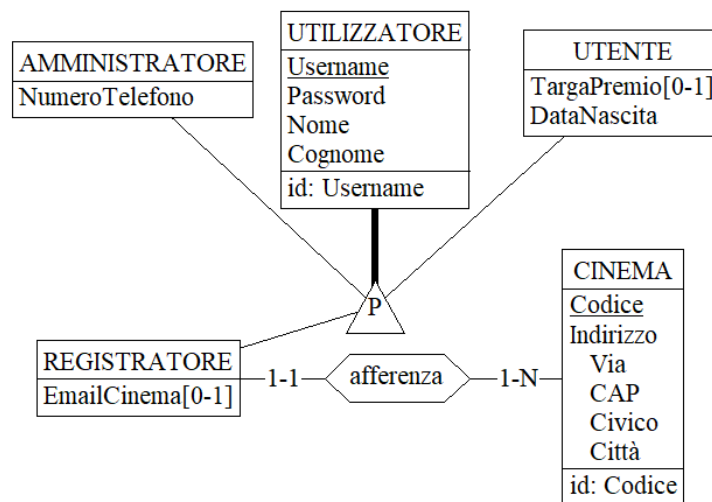 AMMINISTRATORE
NumeroTelefono
UTILIZZATORE
Username
Password
Nome
Cognome
id: Username
UTENTE
TargaPremio[0-1]
DataNascita
P
REGISTRATORE
EmailCinema[0-1]
1-1
afferenza
1-N
CINEMA
Codice
Indirizzo
Via
CAP
Civico
Città
id: Codice